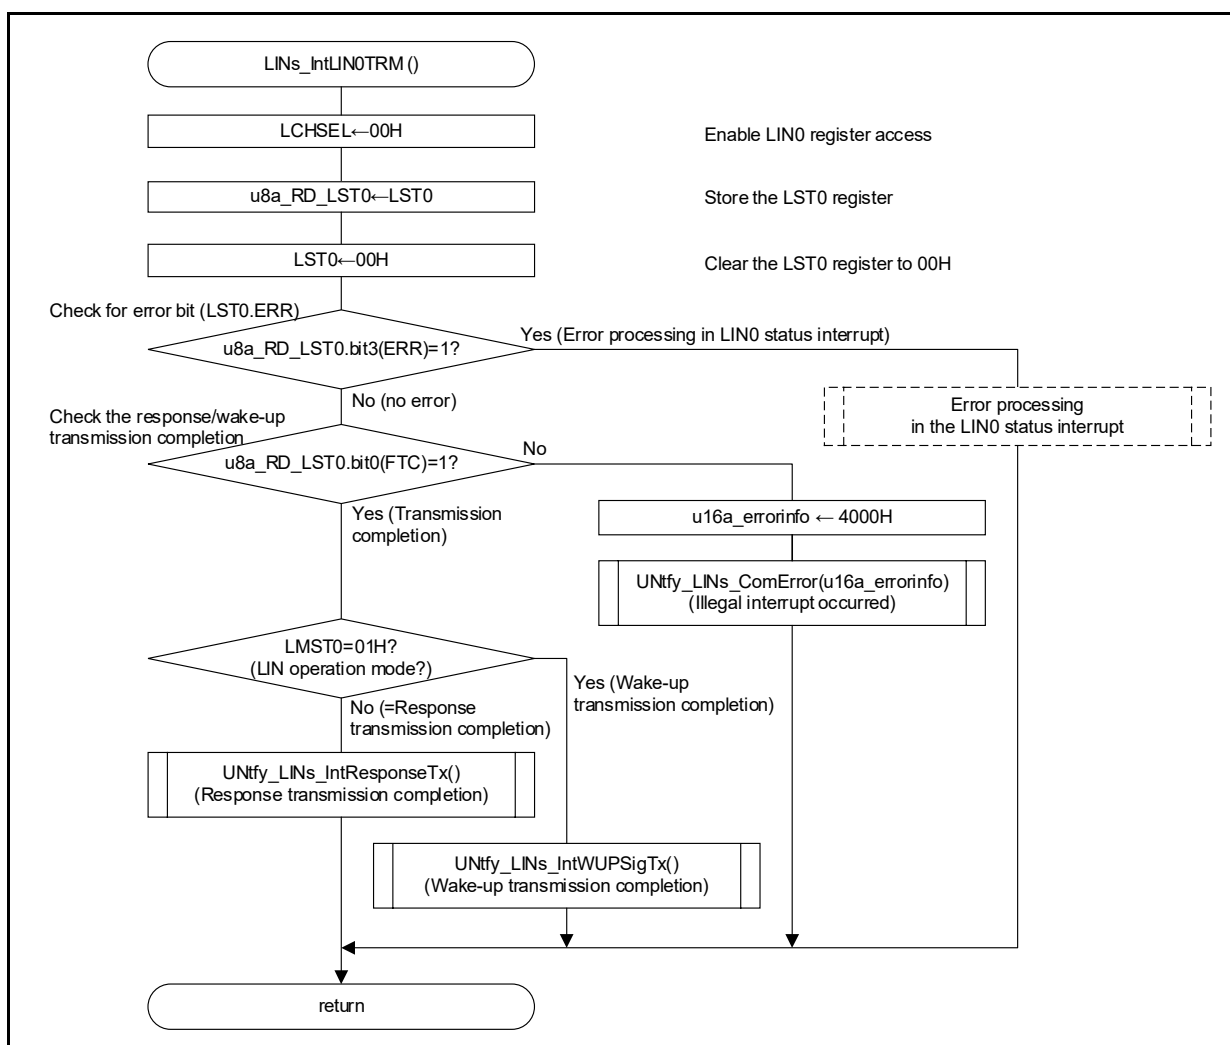 LINs_IntLIN0TRM ()
LCHSEL←00H
Enable LIN0 register access
u8a_RD_LST0←LST0
Store the LST0 register
LST0←00H
Clear the LST0 register to 00H
Check for error bit (LST0.ERR)
u8a_RD_LST0.bit3(ERR)=1?
Yes (Error processing in LIN0 status interrupt)
No (no error)
Error processing
in the LIN0 status interrupt
Check the response/wake-up
transmission completion
u8a_RD_LST0.bit0(FTC)=1?
No
Yes (Transmission
completion)
u16a_errorinfo ← 4000H
UNtfy_LINs_ComError(u16a_errorinfo)
(Illegal interrupt occurred)
LMST0=01H?
(LIN operation mode?)
Yes (Wake-up
transmission completion)
No (=Response
transmission completion)
UNtfy_LINs_IntResponseTx()
(Response transmission completion)
UNtfy_LINs_IntWUPSigTx()
(Wake-up transmission completion)
return